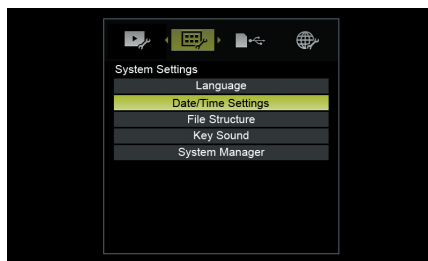 System Settings
Language
Date/Time Settings
File Structure
Key Sound
System Manager